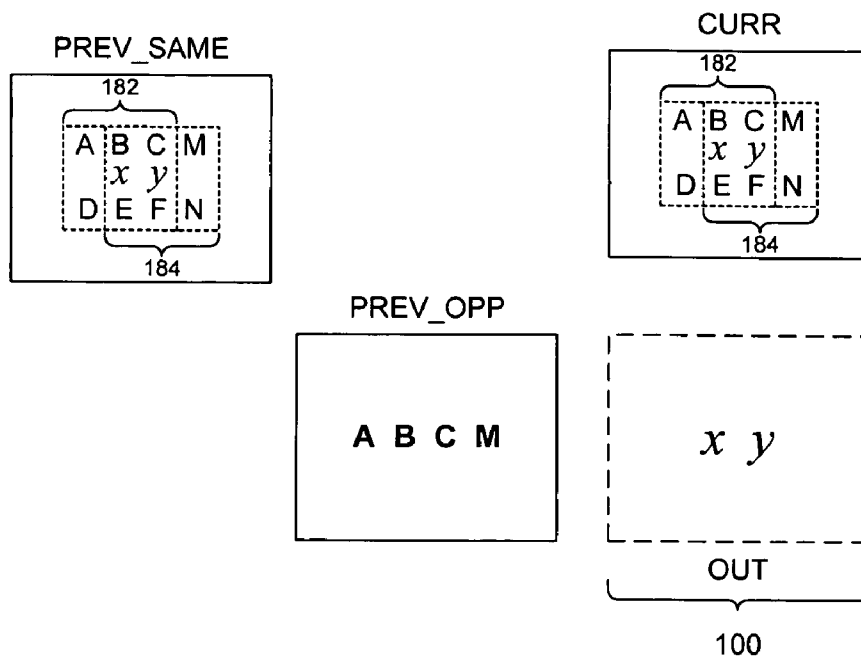 PREV_SAME
182
A B C M
x y
D E F N
184
CURR
182
A B C M
x y
D E F N
184
PREV_OPP
A B C M
x y
OUT
100